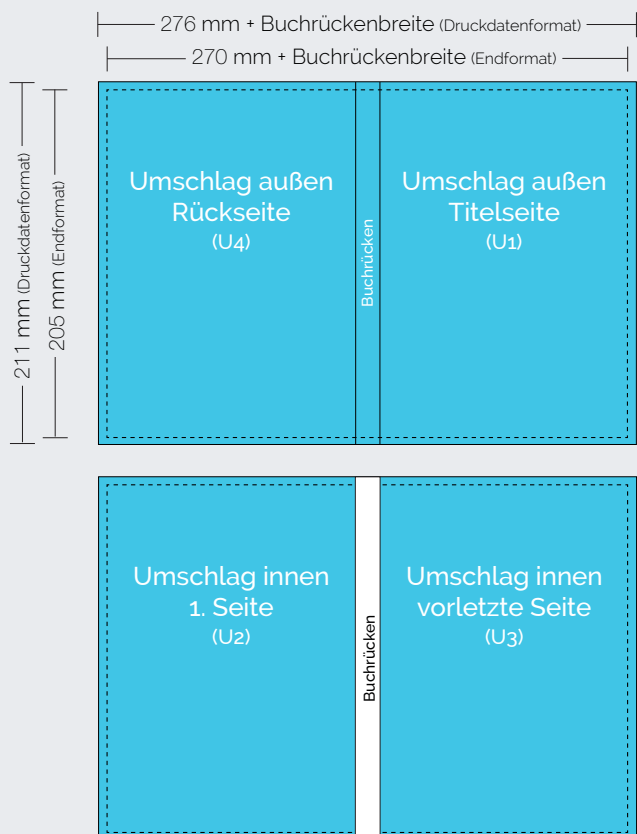 276 mm + Buchrückenbreite (Druckdatenformat)
270 mm + Buchrückenbreite (Endformat)
211 mm (Druckdatenformat)
205 mm (Endformat)
Umschlag außen
Rückseite
(U4)
Buchrücken
Umschlag außen
Titelseite
(U1)
Umschlag innen
1. Seite
(U2)
Buchrücken
Umschlag innen
vorletzte Seite
(U3)